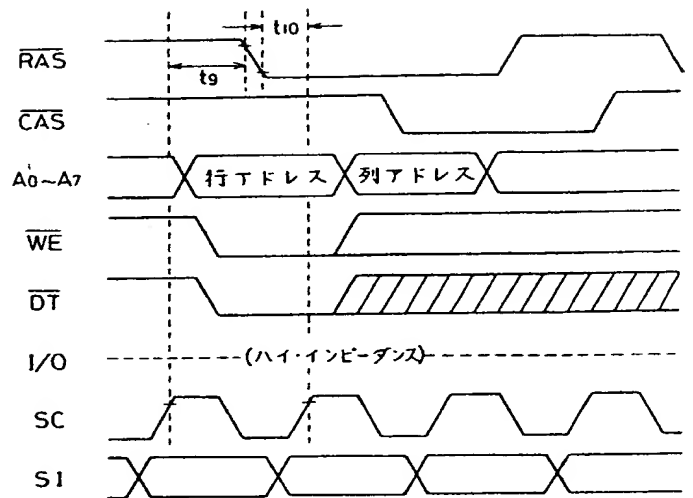 t10
RAS
t9
CAS
A0~A7
行アドレス
列アドレス
WE
DT
I/O
(ハイ・インピーダンス)
SC
SI